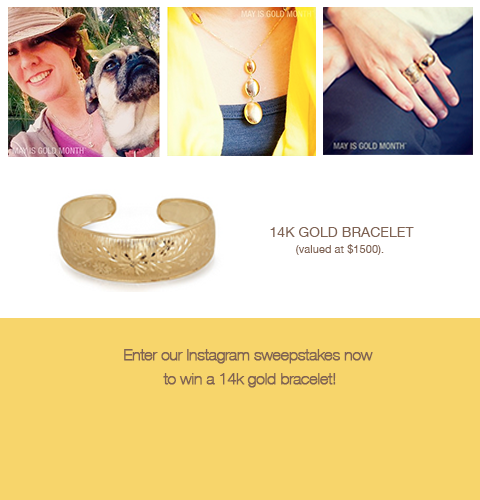 MAY IS GOLD MONTH
MAY IS GOLD MONTH
MAY IS GOLD MONTH™
14K GOLD BRACELET
(valued at $1500).
Enter our Instagram sweepstakes now
to win a 14k gold bracelet!